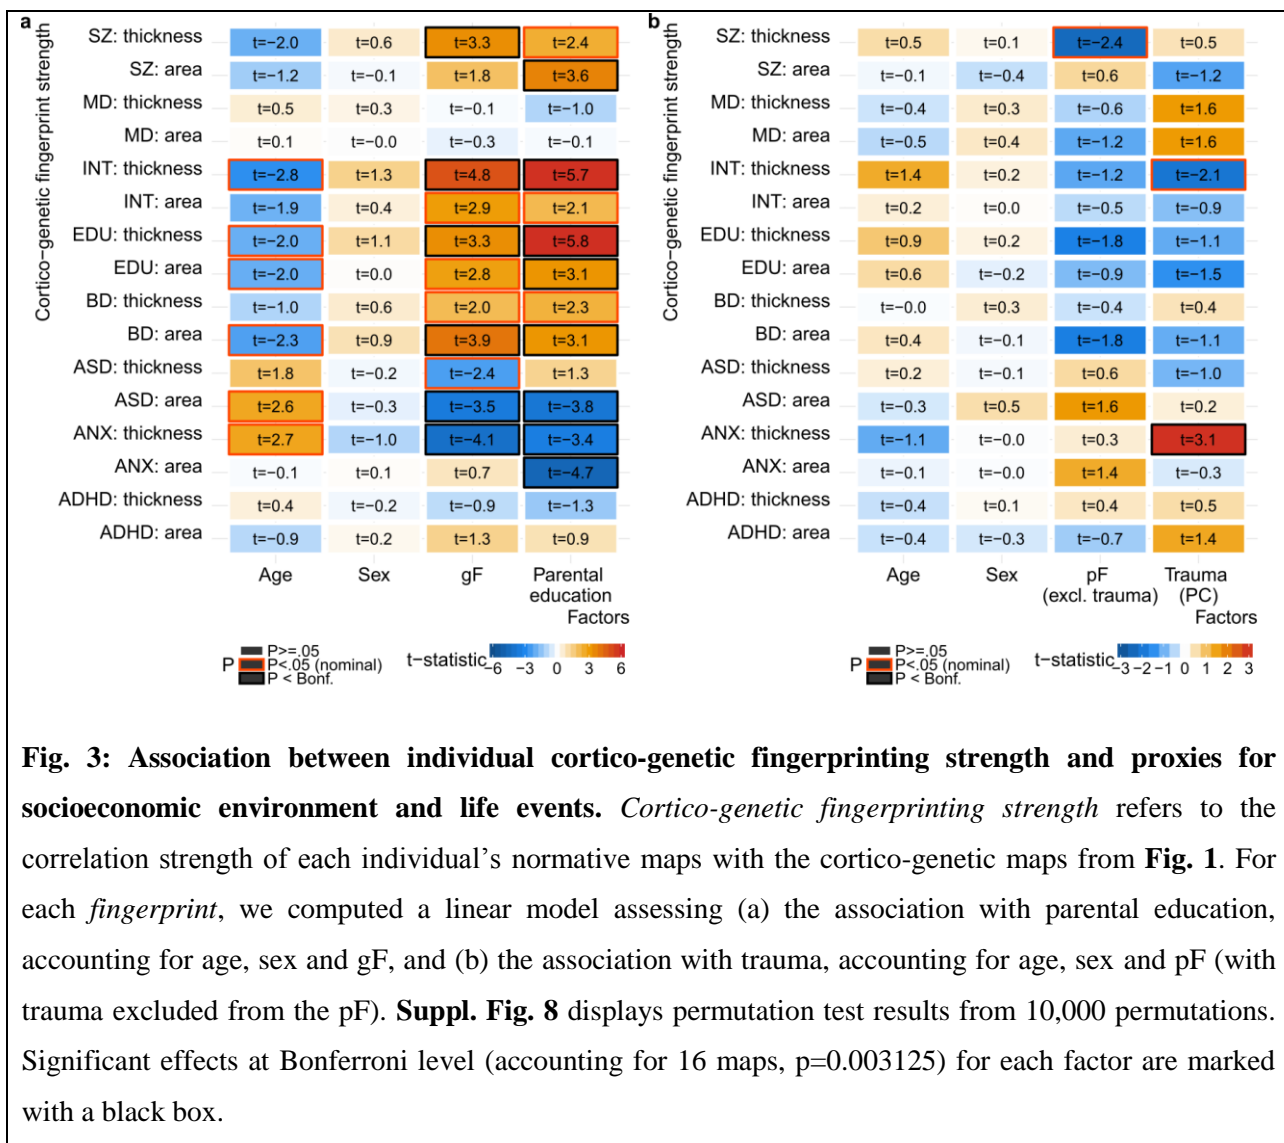 a
Cortico-genetic fingerprint strength
SZ: thickness t=−2.0 t=0.6 t=3.3 t=2.4
SZ: area t=−1.2 t=−0.1 t=1.8 t=3.6
MD: thickness t=0.5 t=0.3 t=−0.1 t=−1.0
MD: area t=0.1 t=−0.0 t=−0.3 t=−0.1
INT: thickness t=−2.8 t=1.3 t=4.8 t=5.7
INT: area t=−1.9 t=0.4 t=2.9 t=2.1
EDU: thickness t=−2.0 t=1.1 t=3.3 t=5.8
EDU: area t=−2.0 t=0.0 t=2.8 t=3.1
BD: thickness t=−1.0 t=0.6 t=2.0 t=2.3
BD: area t=−2.3 t=0.9 t=3.9 t=3.1
ASD: thickness t=1.8 t=−0.2 t=−2.4 t=1.3
ASD: area t=2.6 t=−0.3 t=−3.5 t=−3.8
ANX: thickness t=2.7 t=−1.0 t=−4.1 t=−3.4
ANX: area t=−0.1 t=0.1 t=0.7 t=−4.7
ADHD: thickness t=0.4 t=−0.2 t=−0.9 t=−1.3
ADHD: area t=−0.9 t=0.2 t=1.3 t=0.9
Age Sex gF Parental
education
Factors
P
P>=.05
P<.05 (nominal)
P < Bonf.
t−statistic
−6 −3 0 3 6
b
Cortico-genetic fingerprint strength
SZ: thickness t=0.5 t=0.1 t=−2.4 t=0.5
SZ: area t=−0.1 t=−0.4 t=0.6 t=−1.2
MD: thickness t=−0.4 t=0.3 t=−0.6 t=1.6
MD: area t=−0.5 t=0.4 t=−1.2 t=1.6
INT: thickness t=1.4 t=0.2 t=−1.2 t=−2.1
INT: area t=0.2 t=0.0 t=−0.5 t=−0.9
EDU: thickness t=0.9 t=0.2 t=−1.8 t=−1.1
EDU: area t=0.6 t=−0.2 t=−0.9 t=−1.5
BD: thickness t=−0.0 t=0.3 t=−0.4 t=0.4
BD: area t=0.4 t=−0.1 t=−1.8 t=−1.1
ASD: thickness t=0.2 t=−0.1 t=0.6 t=−1.0
ASD: area t=−0.3 t=0.5 t=1.6 t=0.2
ANX: thickness t=−1.1 t=−0.0 t=0.3 t=3.1
ANX: area t=−0.1 t=−0.0 t=1.4 t=−0.3
ADHD: thickness t=−0.4 t=0.1 t=0.4 t=0.5
ADHD: area t=−0.4 t=−0.3 t=−0.7 t=1.4
Age Sex pF Trauma
(excl. trauma) (PC)
Factors
P
P>=.05
P<.05 (nominal)
P < Bonf.
t−statistic
−3 −2 −1 0 1 2 3
Fig. 3: Association between individual cortico-genetic fingerprinting strength and proxies for
socioeconomic environment and life events. Cortico-genetic fingerprinting strength refers to the
correlation strength of each individual’s normative maps with the cortico-genetic maps from Fig. 1. For
each fingerprint, we computed a linear model assessing (a) the association with parental education,
accounting for age, sex and gF, and (b) the association with trauma, accounting for age, sex and pF (with
trauma excluded from the pF). Suppl. Fig. 8 displays permutation test results from 10,000 permutations.
Significant effects at Bonferroni level (accounting for 16 maps, p=0.003125) for each factor are marked
with a black box.